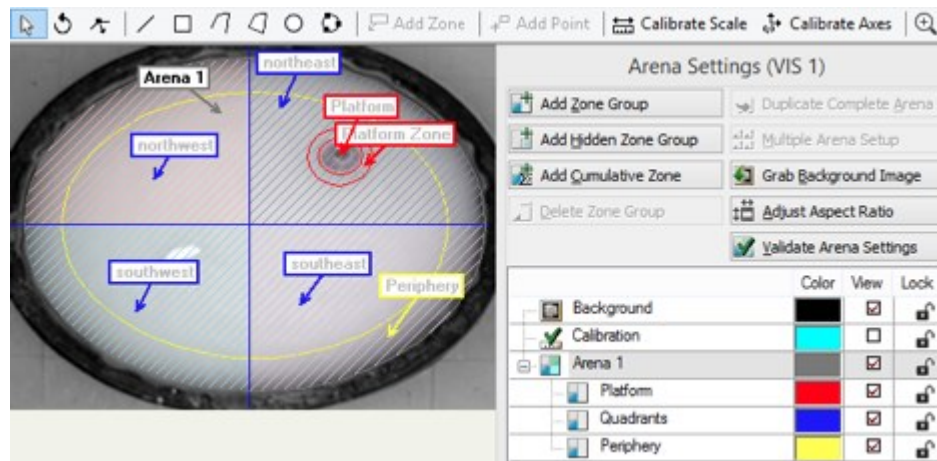 Add Zone
Add Point
Calibrate Scale
Calibrate Axes
Arena 1
northeast
Platform
Platform Zone
northwest
southwest
southeast
Periphery
Arena Settings (VIS 1)
Add Zone Group
Duplicate Complete Arena
Add Hidden Zone Group
Multiple Arena Setup
Add Cumulative Zone
Grab Background Image
Delete Zone Group
Adjust Aspect Ratio
Validate Arena Settings
Color View Lock
Background
Calibration
Arena 1
Platform
Quadrants
Periphery